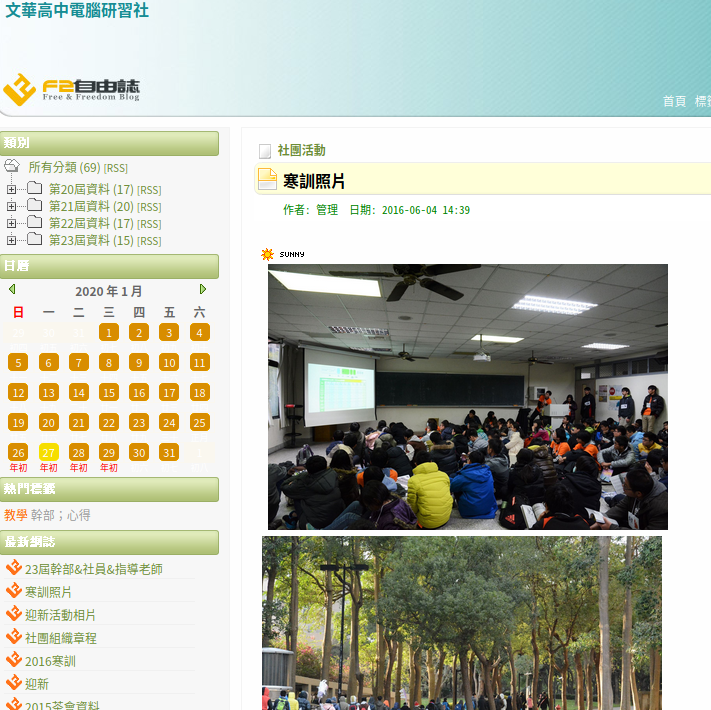 文華高中電腦研習社
F2自由誌
Free & Freedom Blog
首頁
類別
所有分類 (69) [RSS]
第20屆資料 (17) [RSS]
第21屆資料 (20) [RSS]
第22屆資料 (17) [RSS]
第23屆資料 (15) [RSS]
日曆
2020 年 1 月
日 一 二 三 四 五 六
1 2 3 4
5 6 7 8 9 10 11
12 13 14 15 16 17 18
19 20 21 22 23 24 25
26 27 28 29 30 31
年初 年初 年初 年初
熱門標籤
教學 幹部；心得
最新網誌
23屆幹部&社員&指導老師
寒訓照片
迎新活動相片
社團組織章程
2016寒訓
迎新
2015茶會資料
社團活動
寒訓照片
作者: 管理 日期: 2016-06-04 14:39
SUNNY